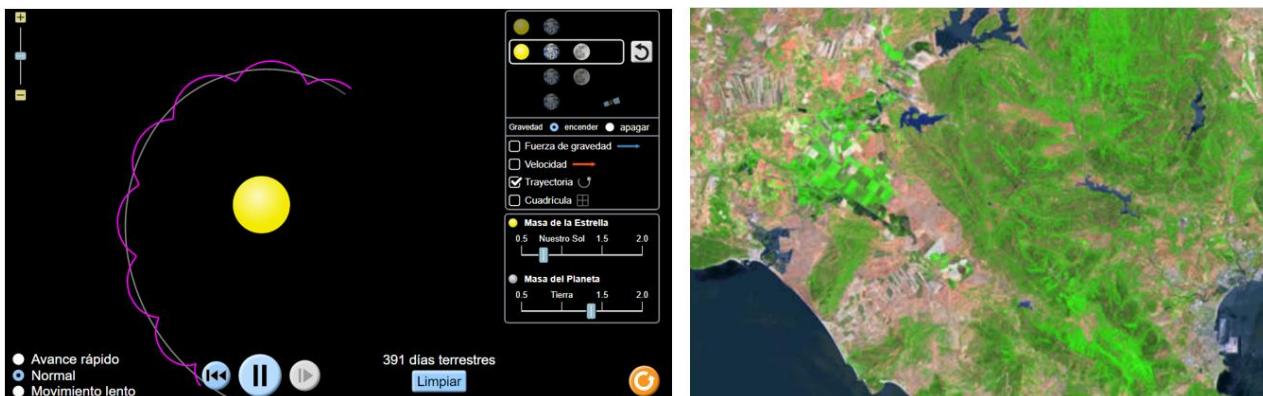 Gravedad encender apagar
Fuerza de gravedad
Velocidad
Trayectoria
Cuadrícula
Masa de la Estrella
0.5 Nuestro Sol 1.5 2.0
Masa del Planeta
0.5 Tierra 1.5 2.0
Avance rápido
Normal
Movimiento lento
391 días terrestres
Limpiar